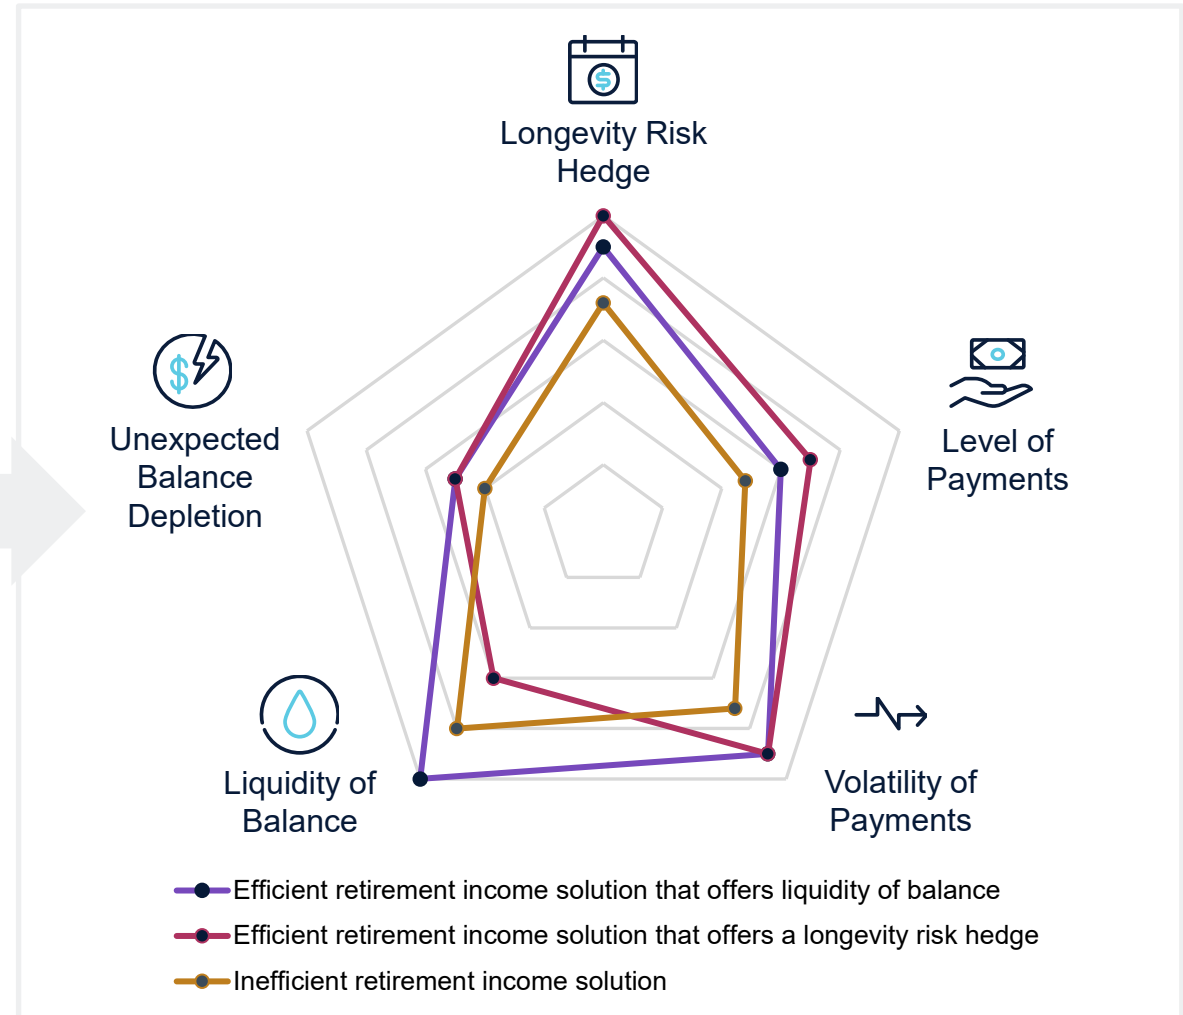 $
Longevity Risk
Hedge
$
Unexpected
Balance
Depletion
Level of
Payments
Liquidity of
Balance
Volatility of
Payments
Efficient retirement income solution that offers liquidity of balance
Efficient retirement income solution that offers a longevity risk hedge
Inefficient retirement income solution